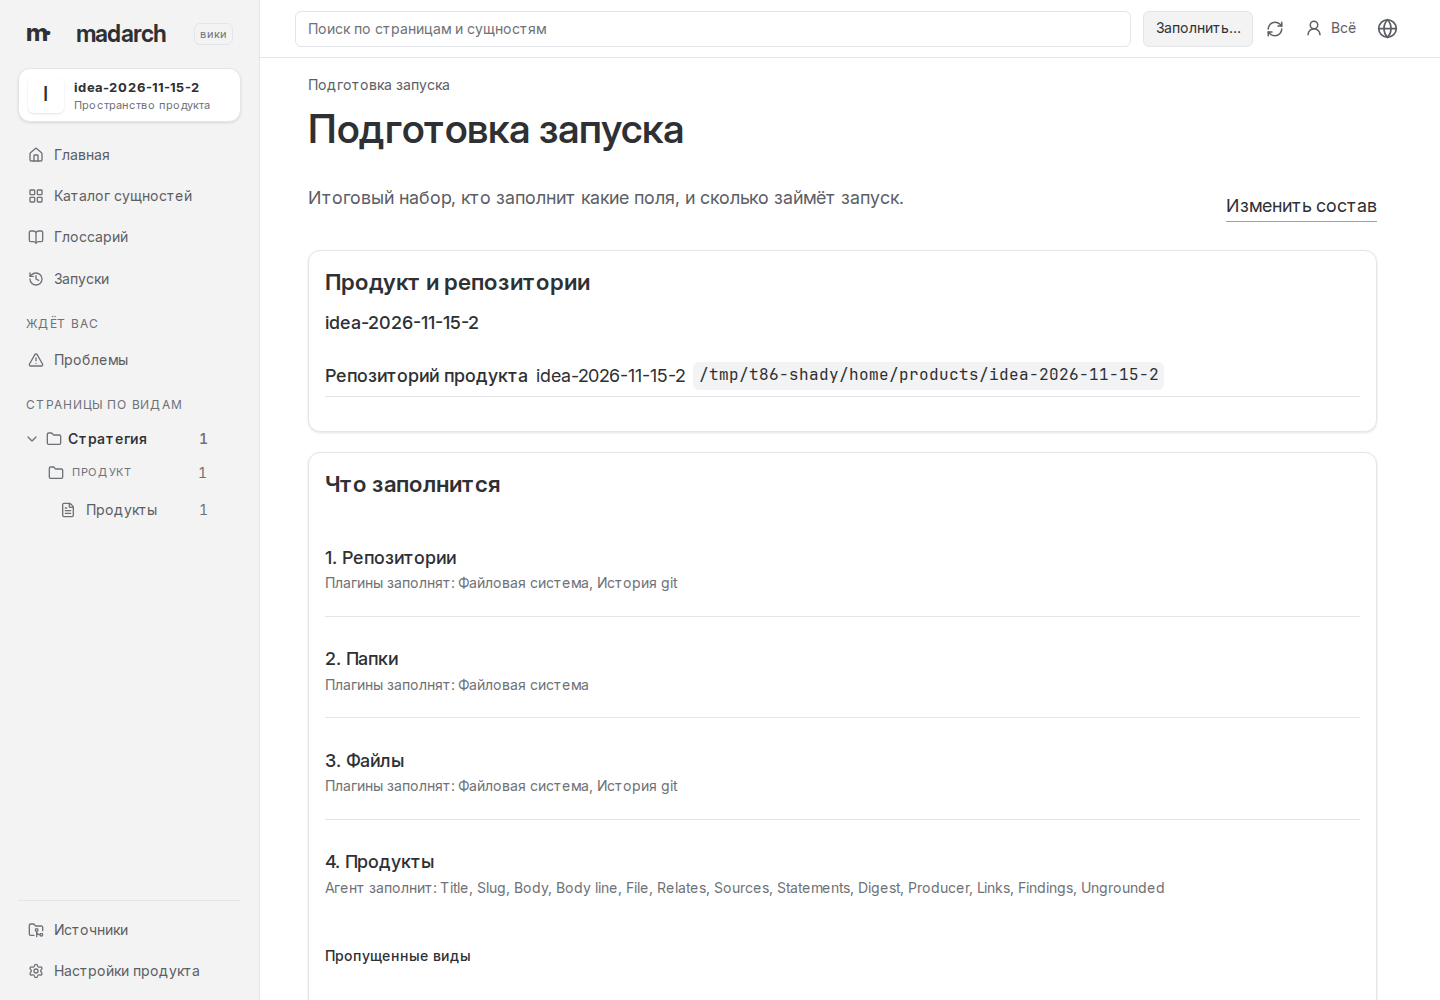 m madarch вики
I idea-2026-11-15-2
Пространство продукта
Главная
Каталог сущностей
Глоссарий
Запуски
ЖДЁТ ВАС
Проблемы
СТРАНИЦЫ ПО ВИДАМ
Стратегия 1
ПРОДУКТ 1
Продукты 1
Источники
Настройки продукта
Поиск по страницам и сущностям
Заполнить...
Всё
Подготовка запуска
Подготовка запуска
Итоговый набор, кто заполнит какие поля, и сколько займёт запуск.
Изменить состав
Продукт и репозитории
idea-2026-11-15-2
Репозиторий продукта idea-2026-11-15-2 /tmp/t86-shady/home/products/idea-2026-11-15-2
Что заполнится
1. Репозитории
Плагины заполнят: Файловая система, История git
2. Папки
Плагины заполнят: Файловая система
3. Файлы
Плагины заполнят: Файловая система, История git
4. Продукты
Агент заполнит: Title, Slug, Body, Body line, File, Relates, Sources, Statements, Digest, Producer, Links, Findings, Ungrounded
Пропущенные виды